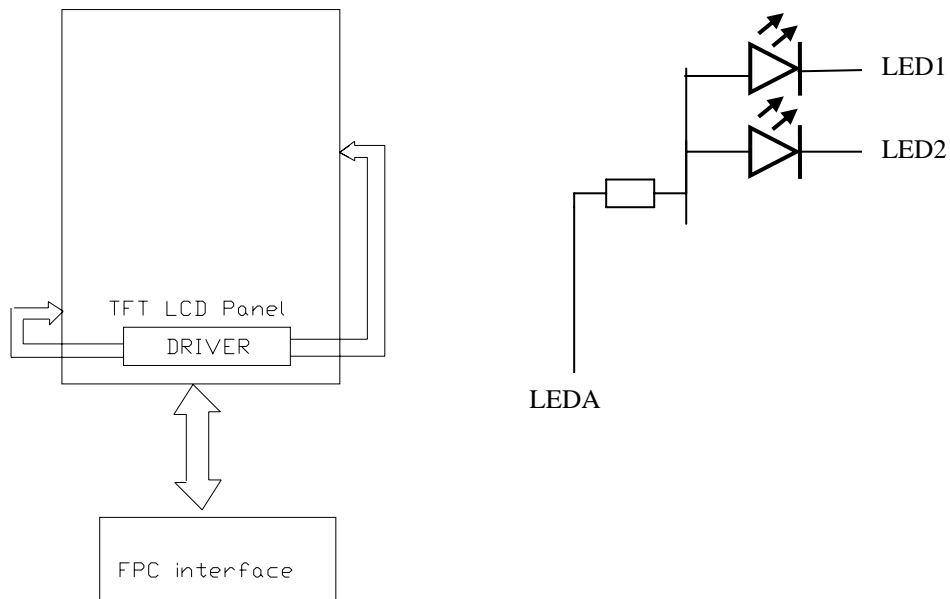 TFT LCD Panel
DRIVER
FPC interface
LED1
LED2
LEDA